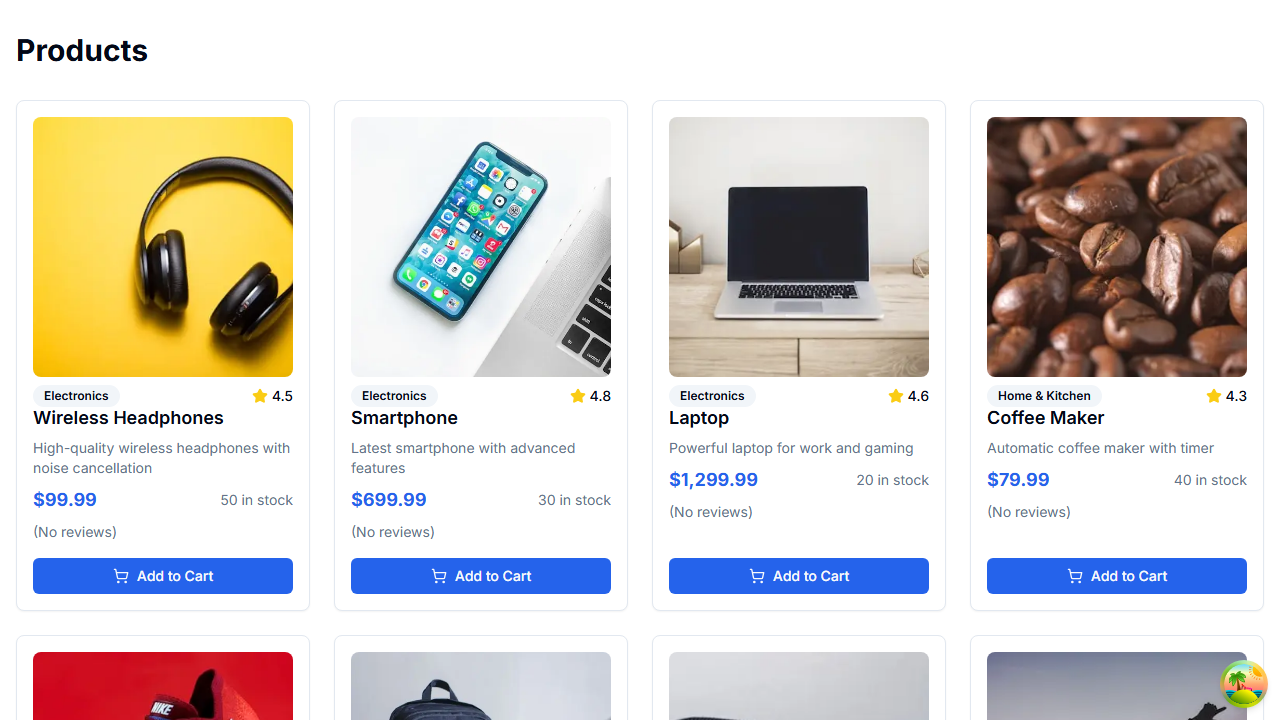 Products
Electronics 4.5
Wireless Headphones
High-quality wireless headphones with
noise cancellation
$99.99 50 in stock
(No reviews)
Add to Cart
Electronics 4.8
Smartphone
Latest smartphone with advanced
features
$699.99 30 in stock
(No reviews)
Add to Cart
Electronics 4.6
Laptop
Powerful laptop for work and gaming
$1,299.99 20 in stock
(No reviews)
Add to Cart
Home & Kitchen 4.3
Coffee Maker
Automatic coffee maker with timer
$79.99 40 in stock
(No reviews)
Add to Cart
NIKE